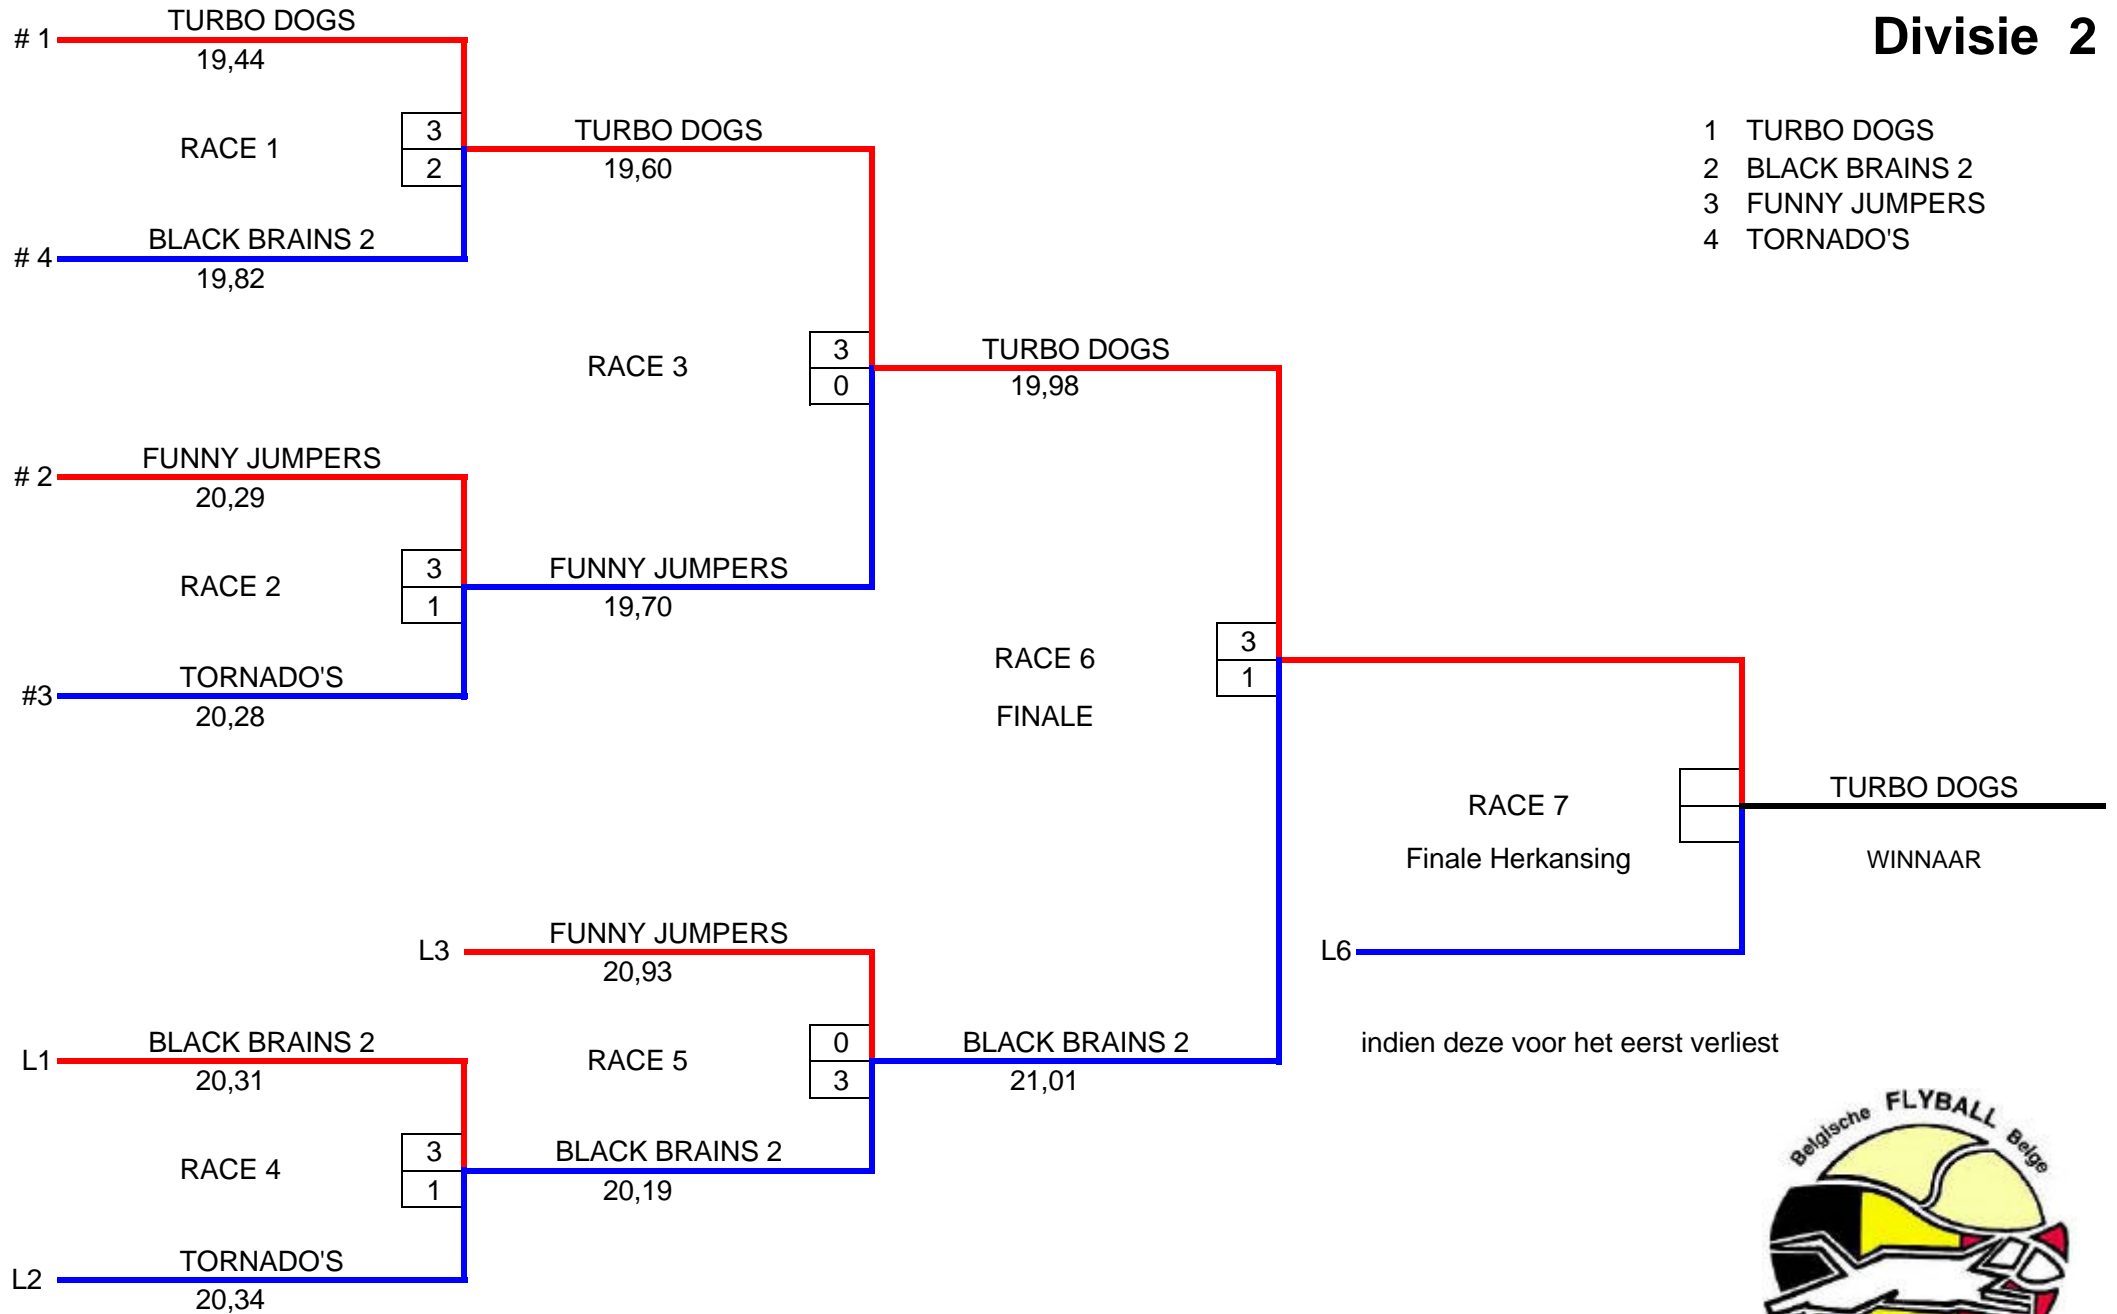 Divisie 2
1 TURBO DOGS
2 BLACK BRAINS 2
3 FUNNY JUMPERS
4 TORNADO'S
# 1
TURBO DOGS
19,44
RACE 1
3
2
# 4
BLACK BRAINS 2
19,82
TURBO DOGS
19,60
RACE 3
3
0
# 2
FUNNY JUMPERS
20,29
RACE 2
3
1
#3
TORNADO'S
20,28
FUNNY JUMPERS
19,70
TURBO DOGS
19,98
RACE 6
FINALE
3
1
RACE 7
Finale Herkansing
TURBO DOGS
WINNAAR
L6
indien deze voor het eerst verliest
L3
FUNNY JUMPERS
20,93
RACE 5
0
3
BLACK BRAINS 2
21,01
L1
BLACK BRAINS 2
20,31
RACE 4
3
1
BLACK BRAINS 2
20,19
L2
TORNADO'S
20,34
Belgische FLYBALL Belge